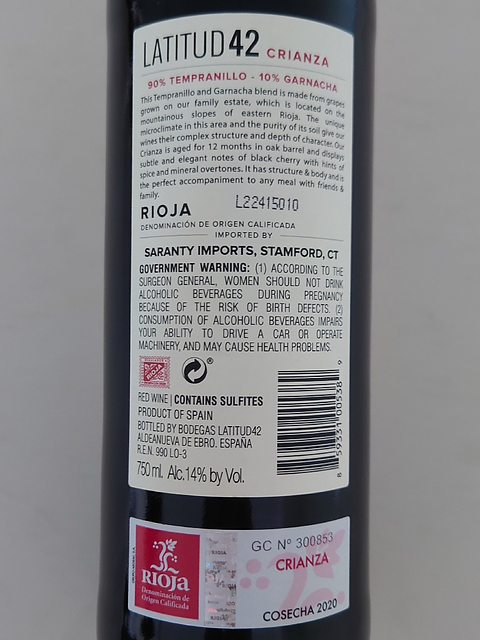 LATITUD42 CRIANZA
90% TEMPRANILLO - 10% GARNACHA
This Tempranillo and Garnacha blend is made from grapes
grown on our family estate, which is located on the
mountainous slopes of eastern Rioja. The unique
microclimate in this area and the purity of its soil give our
wines their complex structure and depth of character. Our
Crianza is aged for 12 months in oak barrel and displays
subtle and elegant notes of black cherry with hints of
spice and mineral overtones. It has structure & body and is
the perfect accompaniment to any meal with friends &
family.
L22415010
RIOJA
DENOMINACIÓN DE ORIGEN CALIFICADA
IMPORTED BY
SARANTY IMPORTS, STAMFORD, CT
GOVERNMENT WARNING: (1) ACCORDING TO THE
SURGEON GENERAL, WOMEN SHOULD NOT DRINK
ALCOHOLIC BEVERAGES DURING PREGNANCY
BECAUSE OF THE RISK OF BIRTH DEFECTS. (2)
CONSUMPTION OF ALCOHOLIC BEVERAGES IMPAIRS
YOUR ABILITY TO DRIVE A CAR OR OPERATE
MACHINERY, AND MAY CAUSE HEALTH PROBLEMS.
RIOJA
®
RED WINE | CONTAINS SULFITES
PRODUCT OF SPAIN
BOTTLED BY BODEGAS LATITUD42
ALDEANUEVA DE EBRO. ESPAÑA
R.E.N. 990 LO-3
750 ml. Alc.14% by Vol.
8 59331 00538 9
RIOJA
Denominación de
Origen Calificada
GC Nº 300853
CRIANZA
COSECHA 2020